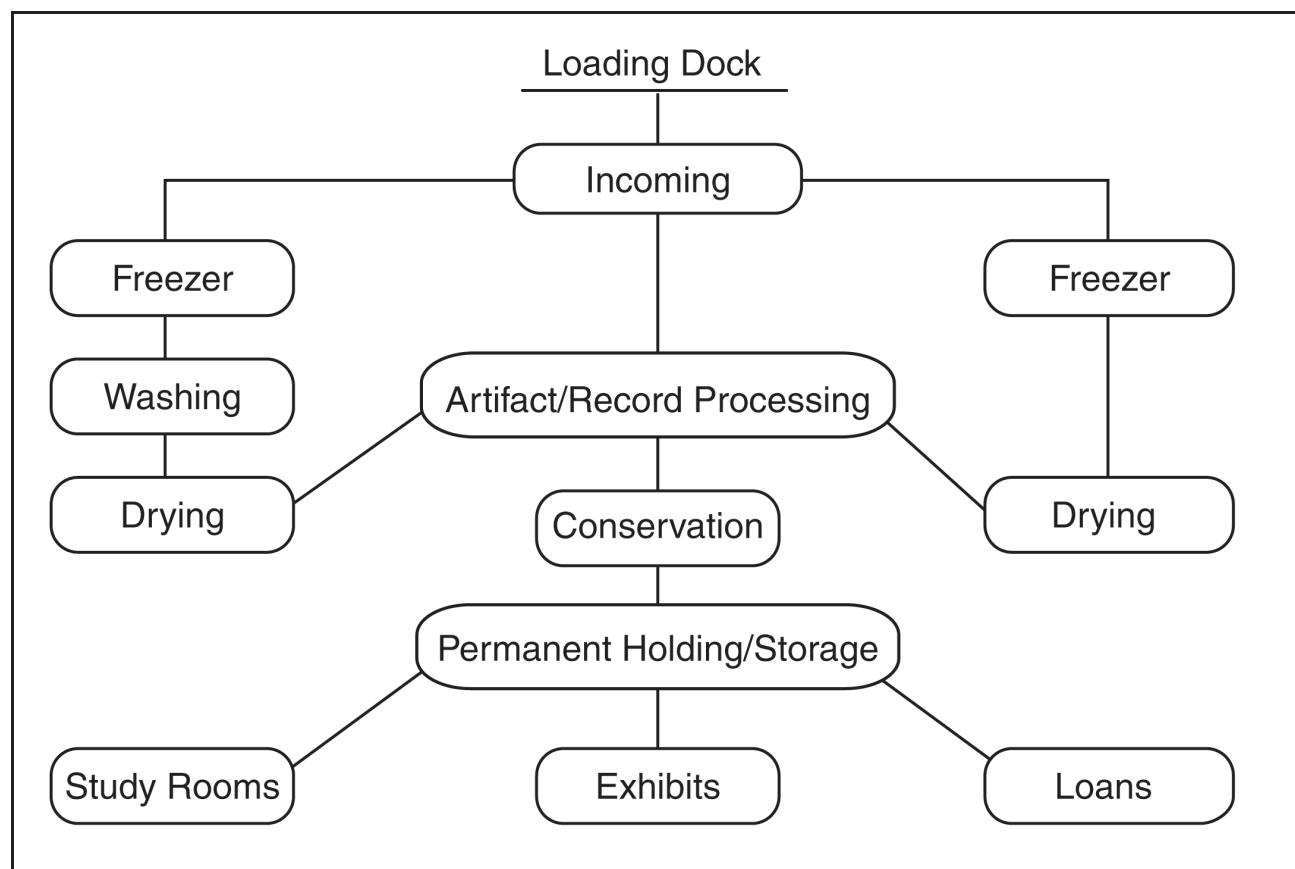 Loading Dock
Incoming
Freezer
Freezer
Washing
Artifact/Record Processing
Drying
Conservation
Drying
Permanent Holding/Storage
Study Rooms
Exhibits
Loans